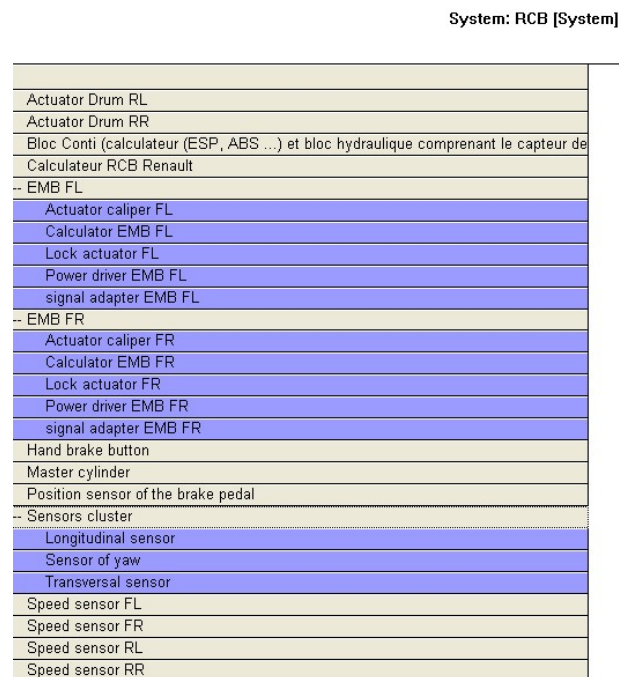 System: RCB [System]
Actuator Drum RL
Actuator Drum RR
Bloc Conti (calculateur (ESP, ABS ...) et bloc hydraulique comprenant le capteur de
Calculateur RCB Renault
-- EMB FL
Actuator caliper FL
Calculator EMB FL
Lock actuator FL
Power driver EMB FL
signal adapter EMB FL
-- EMB FR
Actuator caliper FR
Calculator EMB FR
Lock actuator FR
Power driver EMB FR
signal adapter EMB FR
Hand brake button
Master cylinder
Position sensor of the brake pedal
-- Sensors cluster
Longitudinal sensor
Sensor of yaw
Transversal sensor
Speed sensor FL
Speed sensor FR
Speed sensor RL
Speed sensor RR